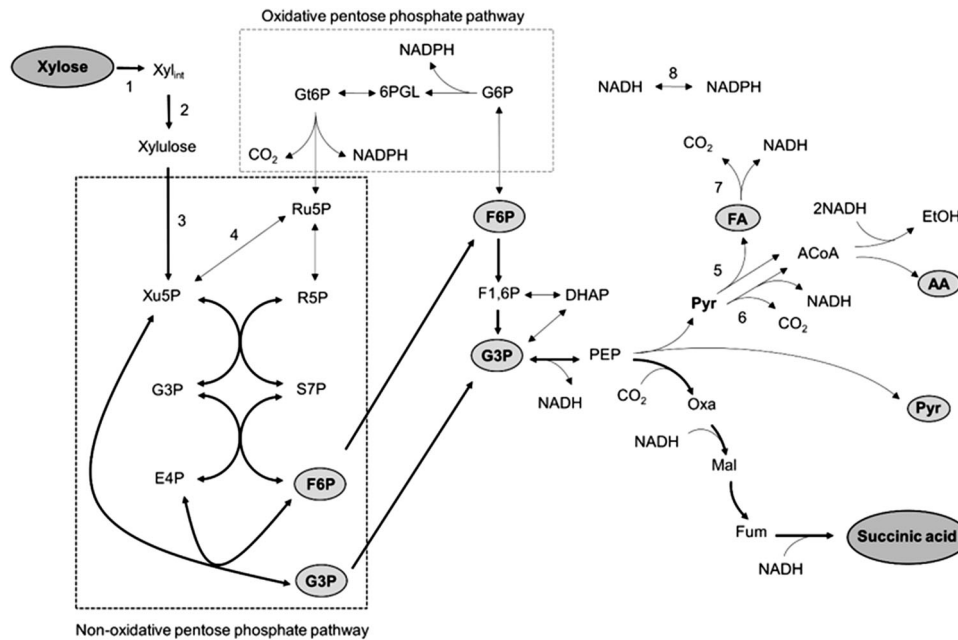 Oxidative pentose phosphate pathway
Xylose
1
Xylint
2
Xylulose
NADPH
Gt6P
6PGL
G6P
CO2
NADPH
NADH
8
NADPH
3
Ru5P
4
Xu5P
R5P
G3P
S7P
E4P
F6P
G3P
Non-oxidative pentose phosphate pathway
F6P
F1,6P
DHAP
G3P
NADH
PEP
CO2
NADH
7
FA
5
Pyr
6
ACoA
2NADH
EtOH
AA
NADH
CO2
Pyr
CO2
Oxa
NADH
Mal
Fum
NADH
Succinic acid